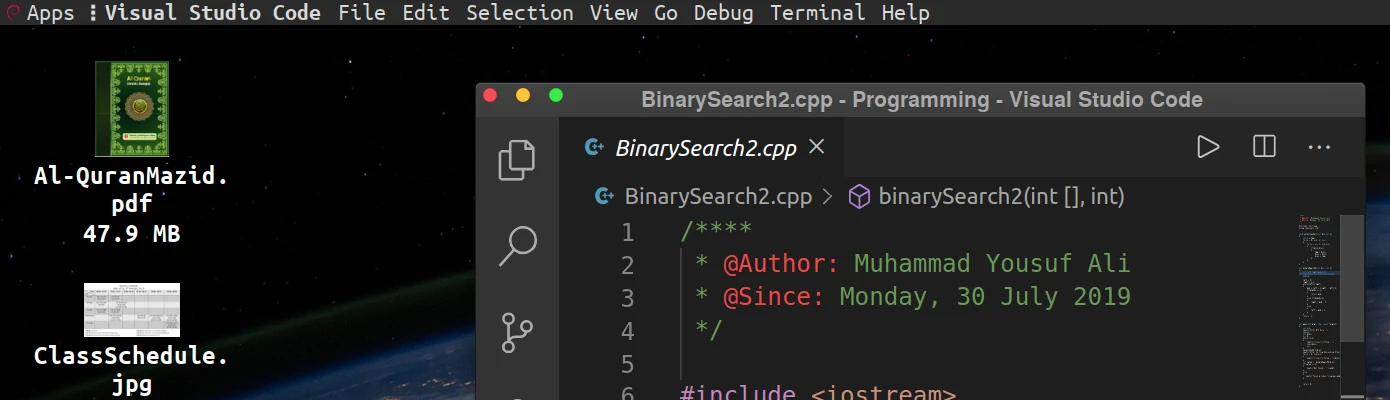 Apps Visual Studio Code File Edit Selection View Go Debug Terminal Help
Al Quran
Al-QuranMazid.
pdf
47.9 MB
ClassSchedule.
jpg
BinarySearch2.cpp - Programming - Visual Studio Code
BinarySearch2.cpp
BinarySearch2.cpp > binarySearch2(int [], int)
1 /****
2 * @Author: Muhammad Yousuf Ali
3 * @Since: Monday, 30 July 2019
4 */
5
6 #include <iostream>